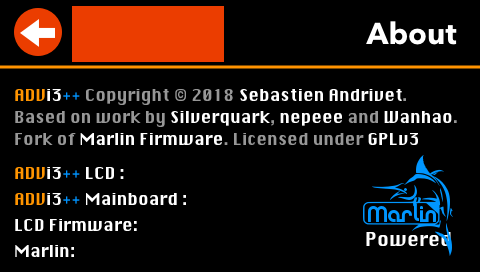 About
ADVi3++ Copyright © 2018 Sebastien Andrivet.
Based on work by Silverquark, nepeee and Wanhao.
Fork of Marlin Firmware. Licensed under GPLv3
ADVi3++ LCD :
ADVi3++ Mainboard :
LCD Firmware:
Marlin:
Marlin
Powered